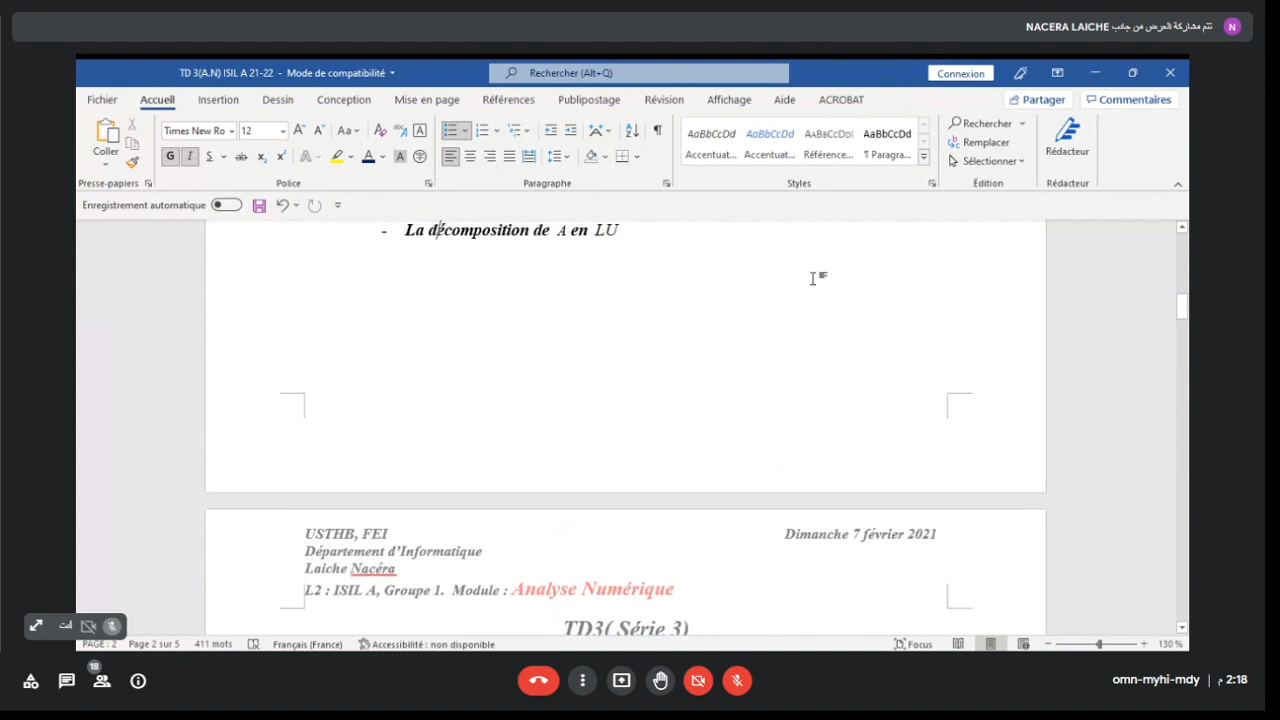 تتم مشاركة العرض من جانب NACERA LAICHE
N
TD 3(A.N) ISIL A 21-22 - Mode de compatibilité
Rechercher (Alt+Q)
Connexion
Fichier Accueil Insertion Dessin Conception Mise en page Références Publipostage Révision Affichage Aide ACROBAT Partager Commentaires
Times New Ro 12
Coller
AaBbCcDd AaBbCcDd AaBbCcDd AaBbCcDd
Accentuat... Accentuat... Référence... ¶ Paragra...
Rechercher
Remplacer
Sélectionner
Rédacteur
Presse-papiers Police Paragraphe Styles Édition Rédacteur
Enregistrement automatique
- La décomposition de A en LU
USTHB, FEI Dimanche 7 février 2021
Département d’Informatique
Laiche Nacéra
L2 : ISIL A, Groupe 1. Module : Analyse Numérique
TD3( Série 3)
انت
PAGE : 2 Page 2 sur 5 411 mots Français (France) Accessibilité : non disponible Focus 130 %
18
omn-myhi-mdy | 2:18 م